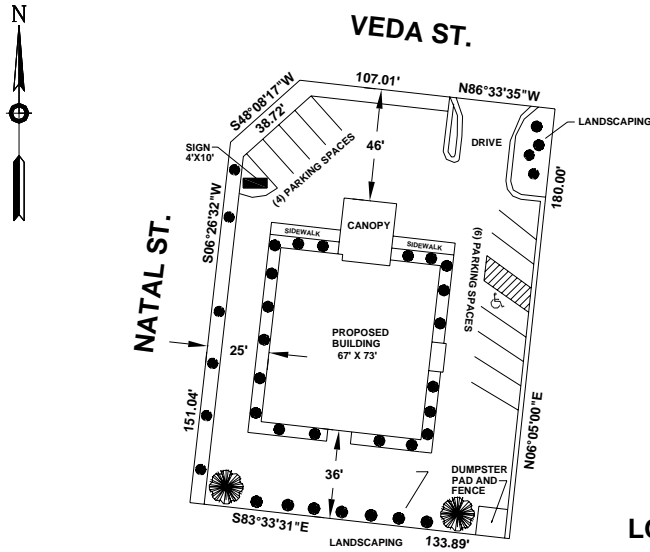 N
VEDA ST.
107.01'
N86°33'35"W
S48°08'17"W
38.72'
LANDSCAPING
DRIVE
SIGN
4'X10'
46'
(4) PARKING SPACES
180.00'
S06°26'32"W
CANOPY
SIDEWALK
SIDEWALK
(6) PARKING SPACES
NATAL ST.
PROPOSED
BUILDING
67' X 73'
25'
151.04'
N06°05'00"E
36'
DUMPSTER
PAD AND
FENCE
S83°33'31"E
LANDSCAPING
133.89'